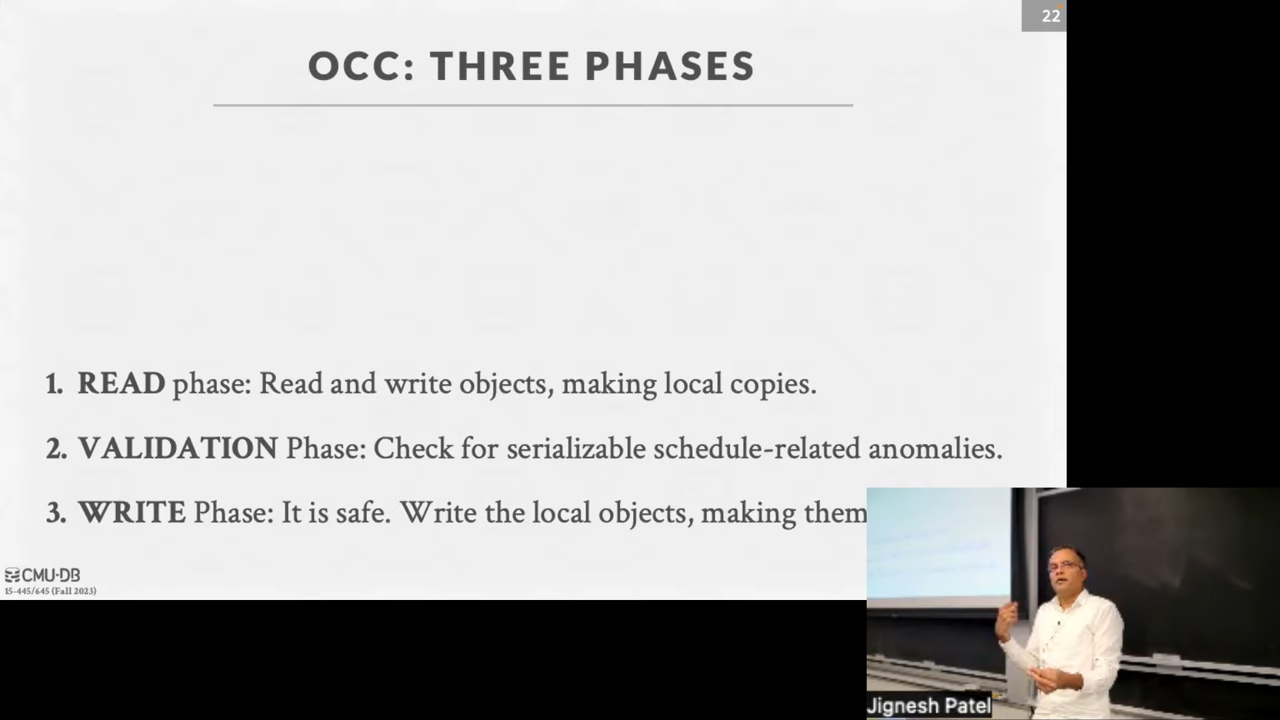 22
OCC: THREE PHASES
1. READ phase: Read and write objects, making local copies.
2. VALIDATION Phase: Check for serializable schedule-related anomalies.
3. WRITE Phase: It is safe. Write the local objects, making them
CMU·DB
15-445/645 (Fall 2023)
Jignesh Patel